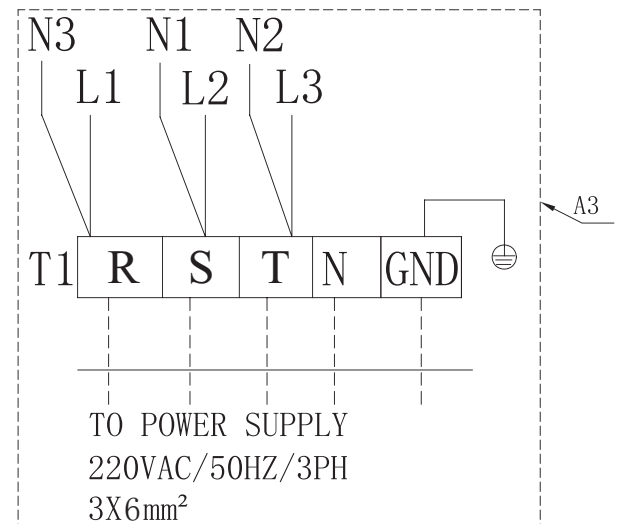 N3 N1 N2
L1 L2 L3
A3
T1 R S T N GND
TO POWER SUPPLY
220VAC/50HZ/3PH
3X6mm²